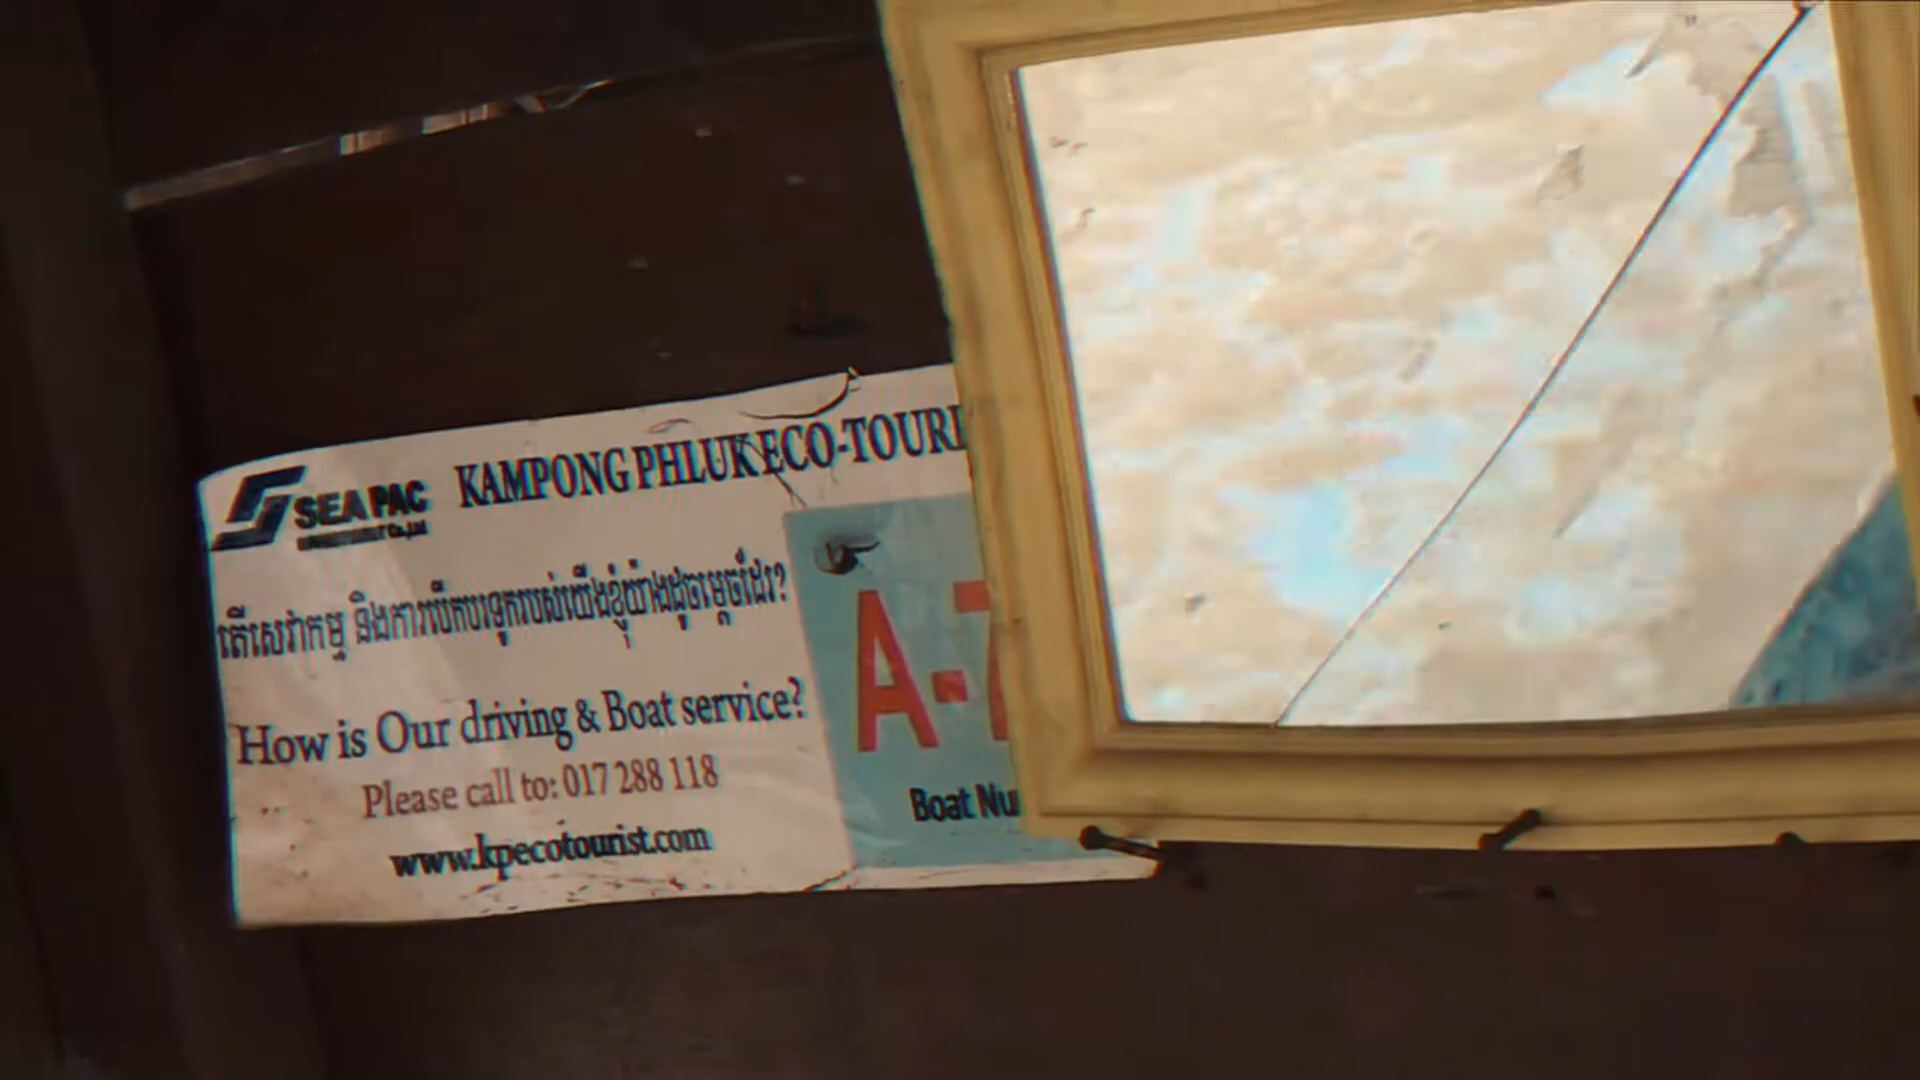 SEA PAC
KAMPONG PHLUK ECO-TOURI
តើសេវាកម្ម និងការបើកបរទូករបស់យើងខ្ញុំយ៉ាងដូចម្តេចដែរ?
How is Our driving & Boat service?
Please call to: 017 288 118
www.kpecotourist.com
A-
Boat Nu